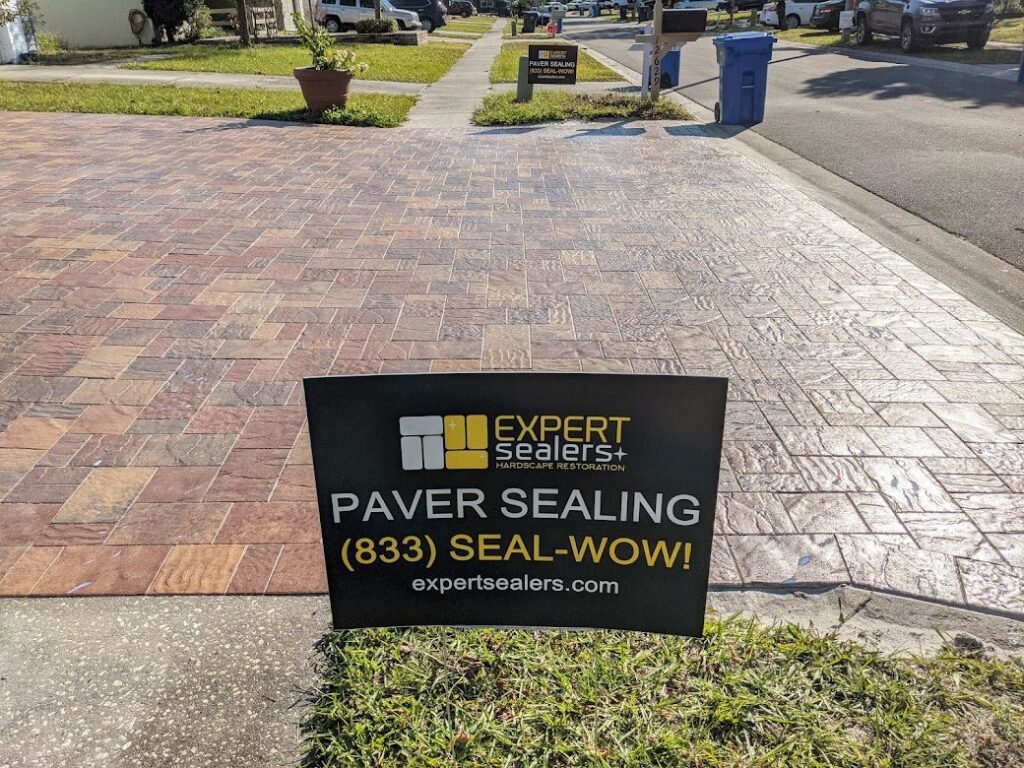 PAVER SEALING
(833) SEAL-WOW!
EXPERT
sealers
HARDSCAPE RESTORATION
PAVER SEALING
(833) SEAL-WOW!
expertsealers.com